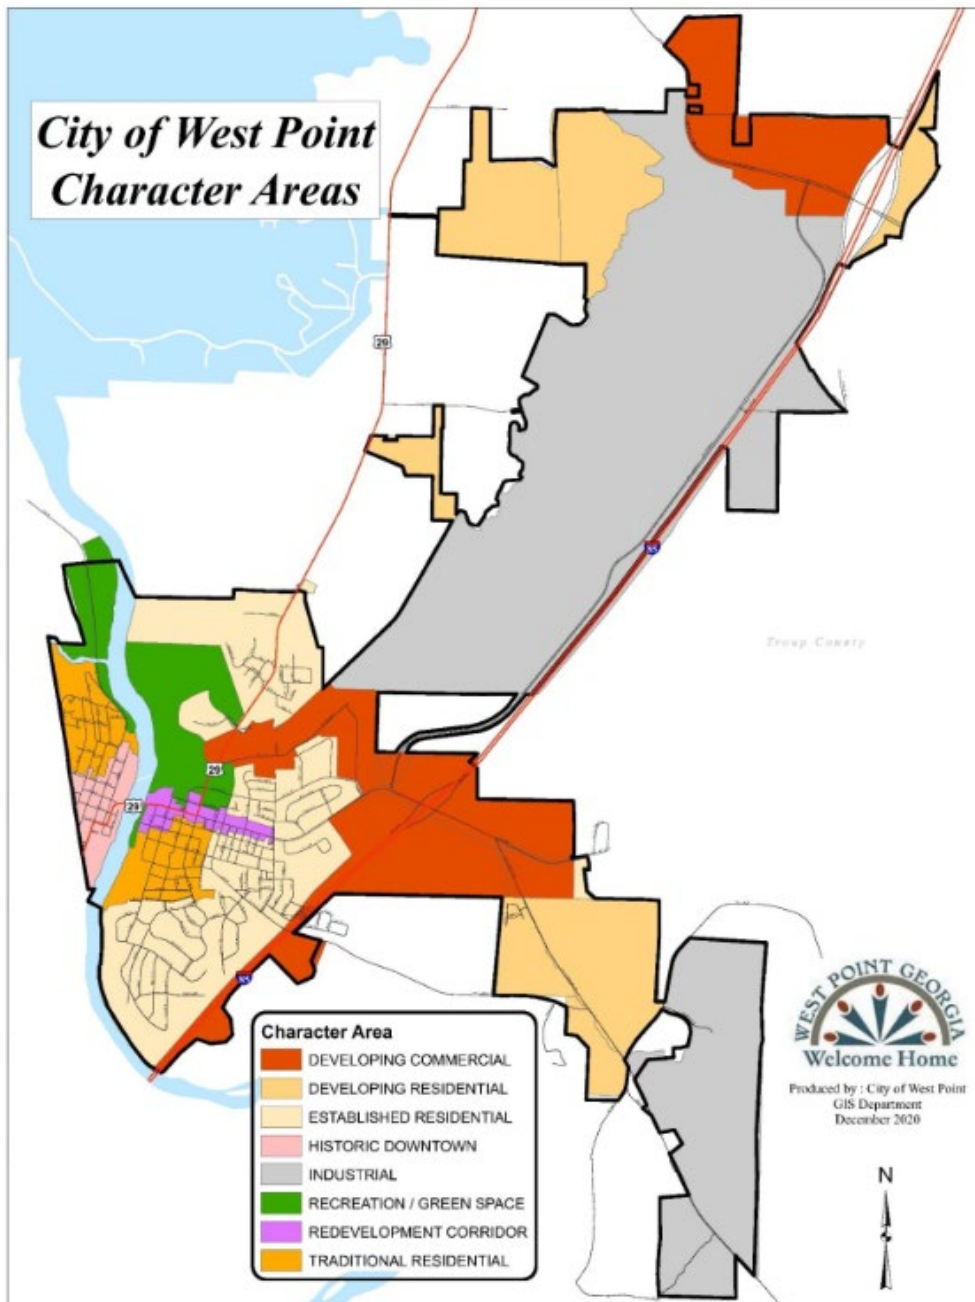 City of West Point
Character Areas
29
85
Troup County
29
29
85
Character Area
DEVELOPING COMMERCIAL
DEVELOPING RESIDENTIAL
ESTABLISHED RESIDENTIAL
HISTORIC DOWNTOWN
INDUSTRIAL
RECREATION / GREEN SPACE
REDEVELOPMENT CORRIDOR
TRADITIONAL RESIDENTIAL
WEST POINT GEORGIA
Welcome Home
Produced by : City of West Point
GIS Department
December 2020
N